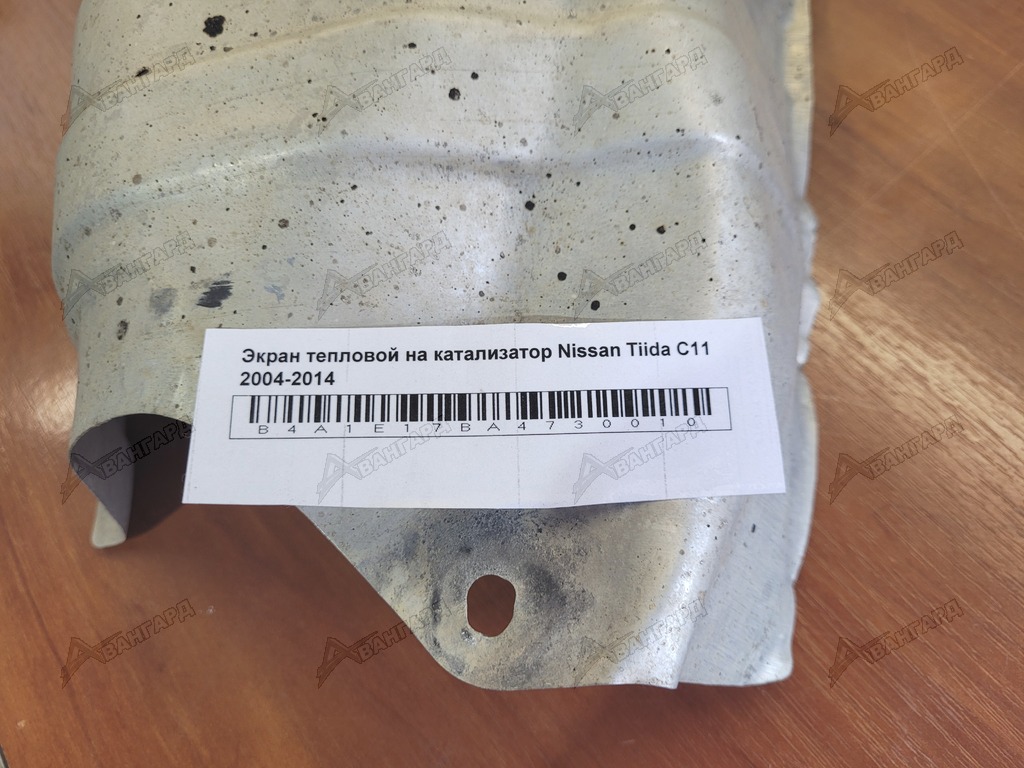 Экран тепловой на катализатор Nissan Tiida C11
2004-2014
B4A1E17BA4730010
АВАНГАРД